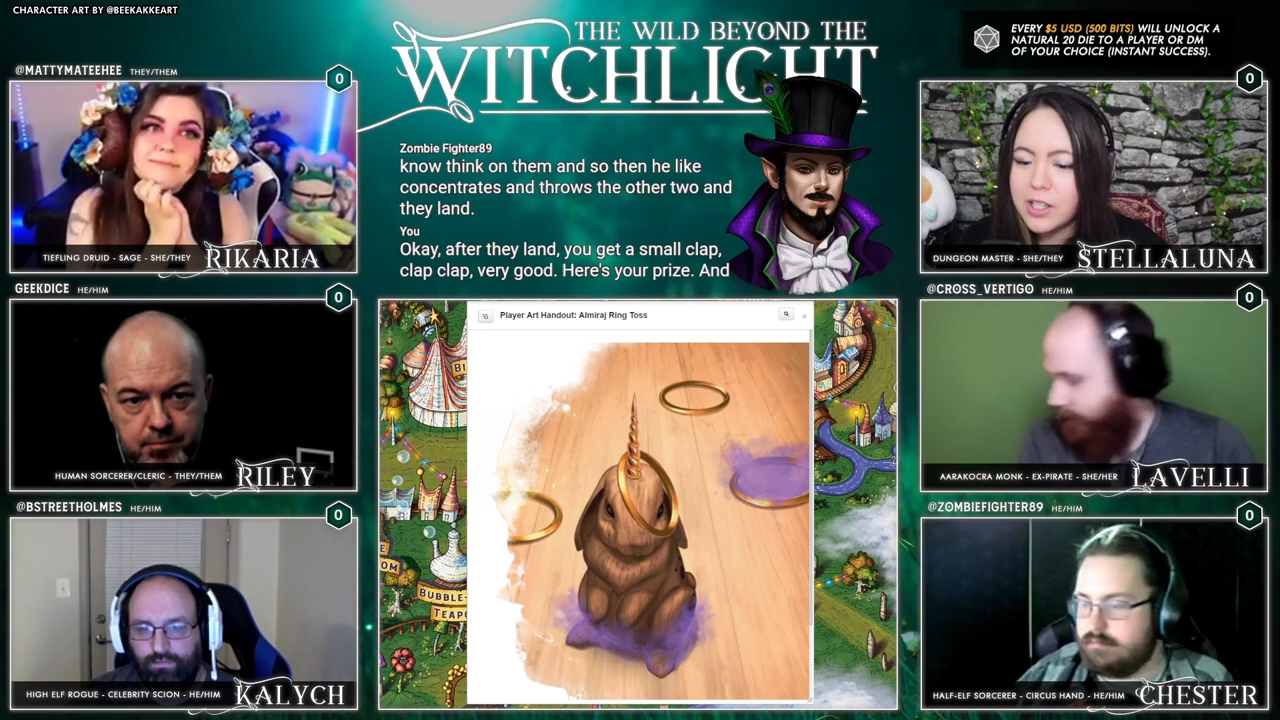 CHARACTER ART BY @BEEKAKKEART
THE WILD BEYOND THE
WITCHLIGHT
EVERY $5 USD (500 BITS) WILL UNLOCK A
NATURAL 20 DIE TO A PLAYER OR DM
OF YOUR CHOICE (INSTANT SUCCESS).
@MATTYMATEEHEE THEY/THEM
0
TIEFLING DRUID - SAGE - SHE/THEY RIKARIA
Zombie Fighter89
know think on them and so then he like
concentrates and throws the other two and
they land.
You
Okay, after they land, you get a small clap,
clap clap, very good. Here's your prize. And
0
DUNGEON MASTER - SHE/THEY STELLALUNA
GEEKDICE HE/HIM
0
HUMAN SORCERER/CLERIC - THEY/THEM RILEY
Player Art Handout: Almiraj Ring Toss
BUBBLE-
TEAPO
@CROSS_VERTIGO HE/HIM
0
AARAKOCRA MONK - EX-PIRATE - SHE/HER LAVELLI
@BSTREETHOLMES HE/HIM
0
HIGH ELF ROGUE - CELEBRITY SCION - HE/HIM KALYCH
@ZOMBIEFIGHTER89 HE/HIM
0
HALF-ELF SORCERER - CIRCUS HAND - HE/HIM CHESTER